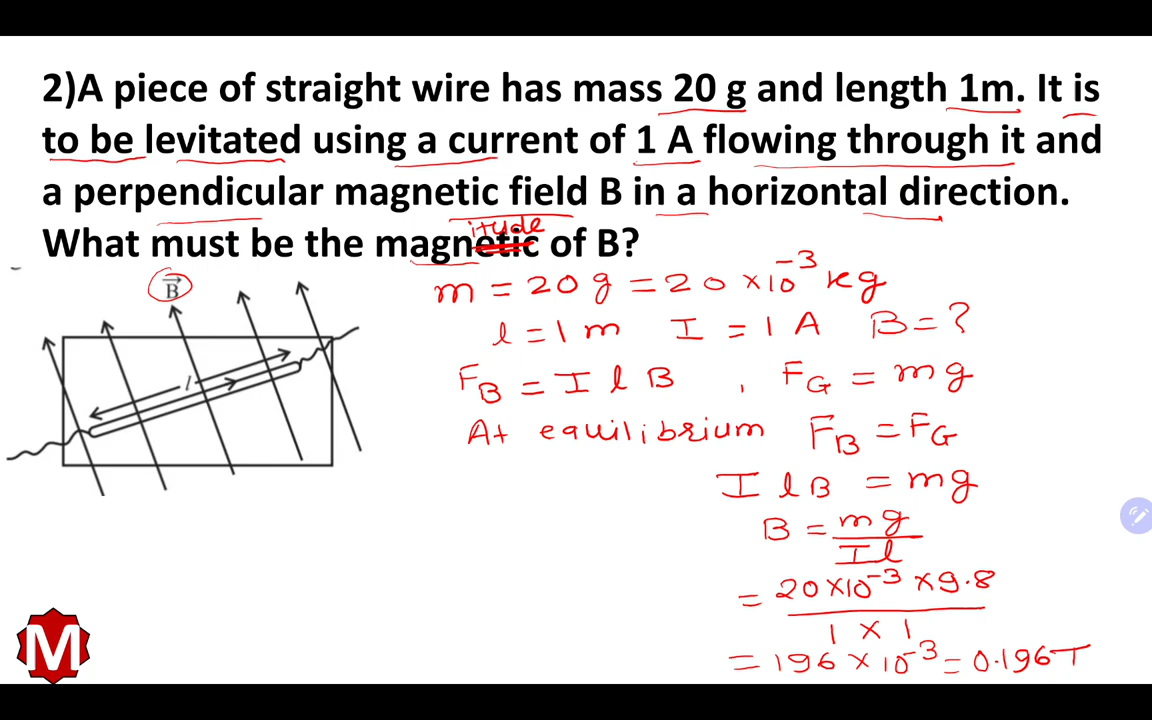 2)A piece of straight wire has mass 20 g and length 1m. It is
to be levitated using a current of 1 A flowing through it and
a perpendicular magnetic field B in a horizontal direction.
itude
What must be the magnetic of B?
B
l
m = 20 g = 20 × 10⁻³ kg
l = 1 m I = 1 A B = ?
F_B = I l B , F_G = mg
At equilibrium F_B = F_G
I l B = mg
B = mg
Il
= 20×10⁻³ × 9.8
1 × 1
= 196 × 10⁻³ = 0.196T
M